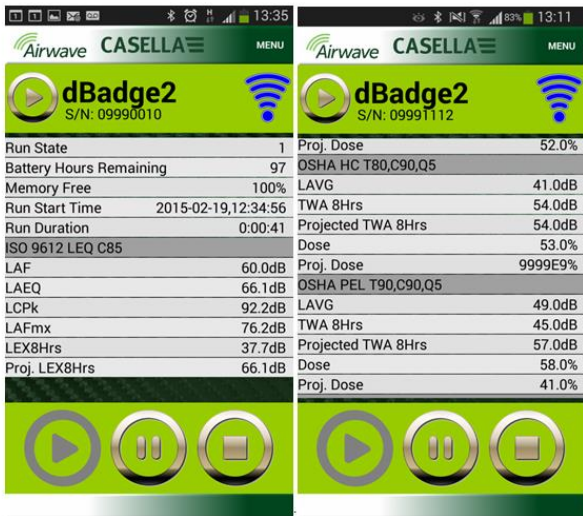 13:35
Airwave CASELLA MENU
dBadge2
S/N: 09990010
Run State 1
Battery Hours Remaining 97
Memory Free 100%
Run Start Time 2015-02-19,12:34:56
Run Duration 0:00:41
ISO 9612 LEQ C85
LAF 60.0dB
LAEQ 66.1dB
LCPk 92.2dB
LAFmx 76.2dB
LEX8Hrs 37.7dB
Proj. LEX8Hrs 66.1dB
83% 13:11
Airwave CASELLA MENU
dBadge2
S/N: 09991112
Proj. Dose 52.0%
OSHA HC T80,C90,Q5
LAVG 41.0dB
TWA 8Hrs 54.0dB
Projected TWA 8Hrs 54.0dB
Dose 53.0%
Proj. Dose 9999E9%
OSHA PEL T90,C90,Q5
LAVG 49.0dB
TWA 8Hrs 45.0dB
Projected TWA 8Hrs 57.0dB
Dose 58.0%
Proj. Dose 41.0%